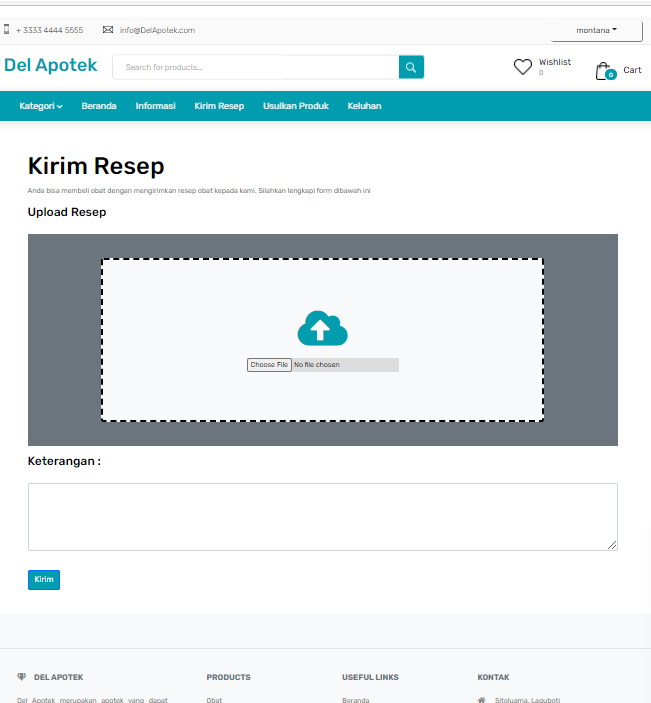 + 3333 4444 5555 info@DelApotek.com montana
Del Apotek Search for products... Wishlist 0 0 Cart
Kategori Beranda Informasi Kirim Resep Usulkan Produk Keluhan
Kirim Resep
Anda bisa membeli obat dengan mengirimkan resep obat kepada kami. Silahkan lengkapi form dibawah ini
Upload Resep
Choose File No file chosen
Keterangan :
Kirim
DEL APOTEK PRODUCTS USEFUL LINKS KONTAK
Del Apotek merupakan apotek yang dapat Obat Beranda Sitoluama, Laguboti